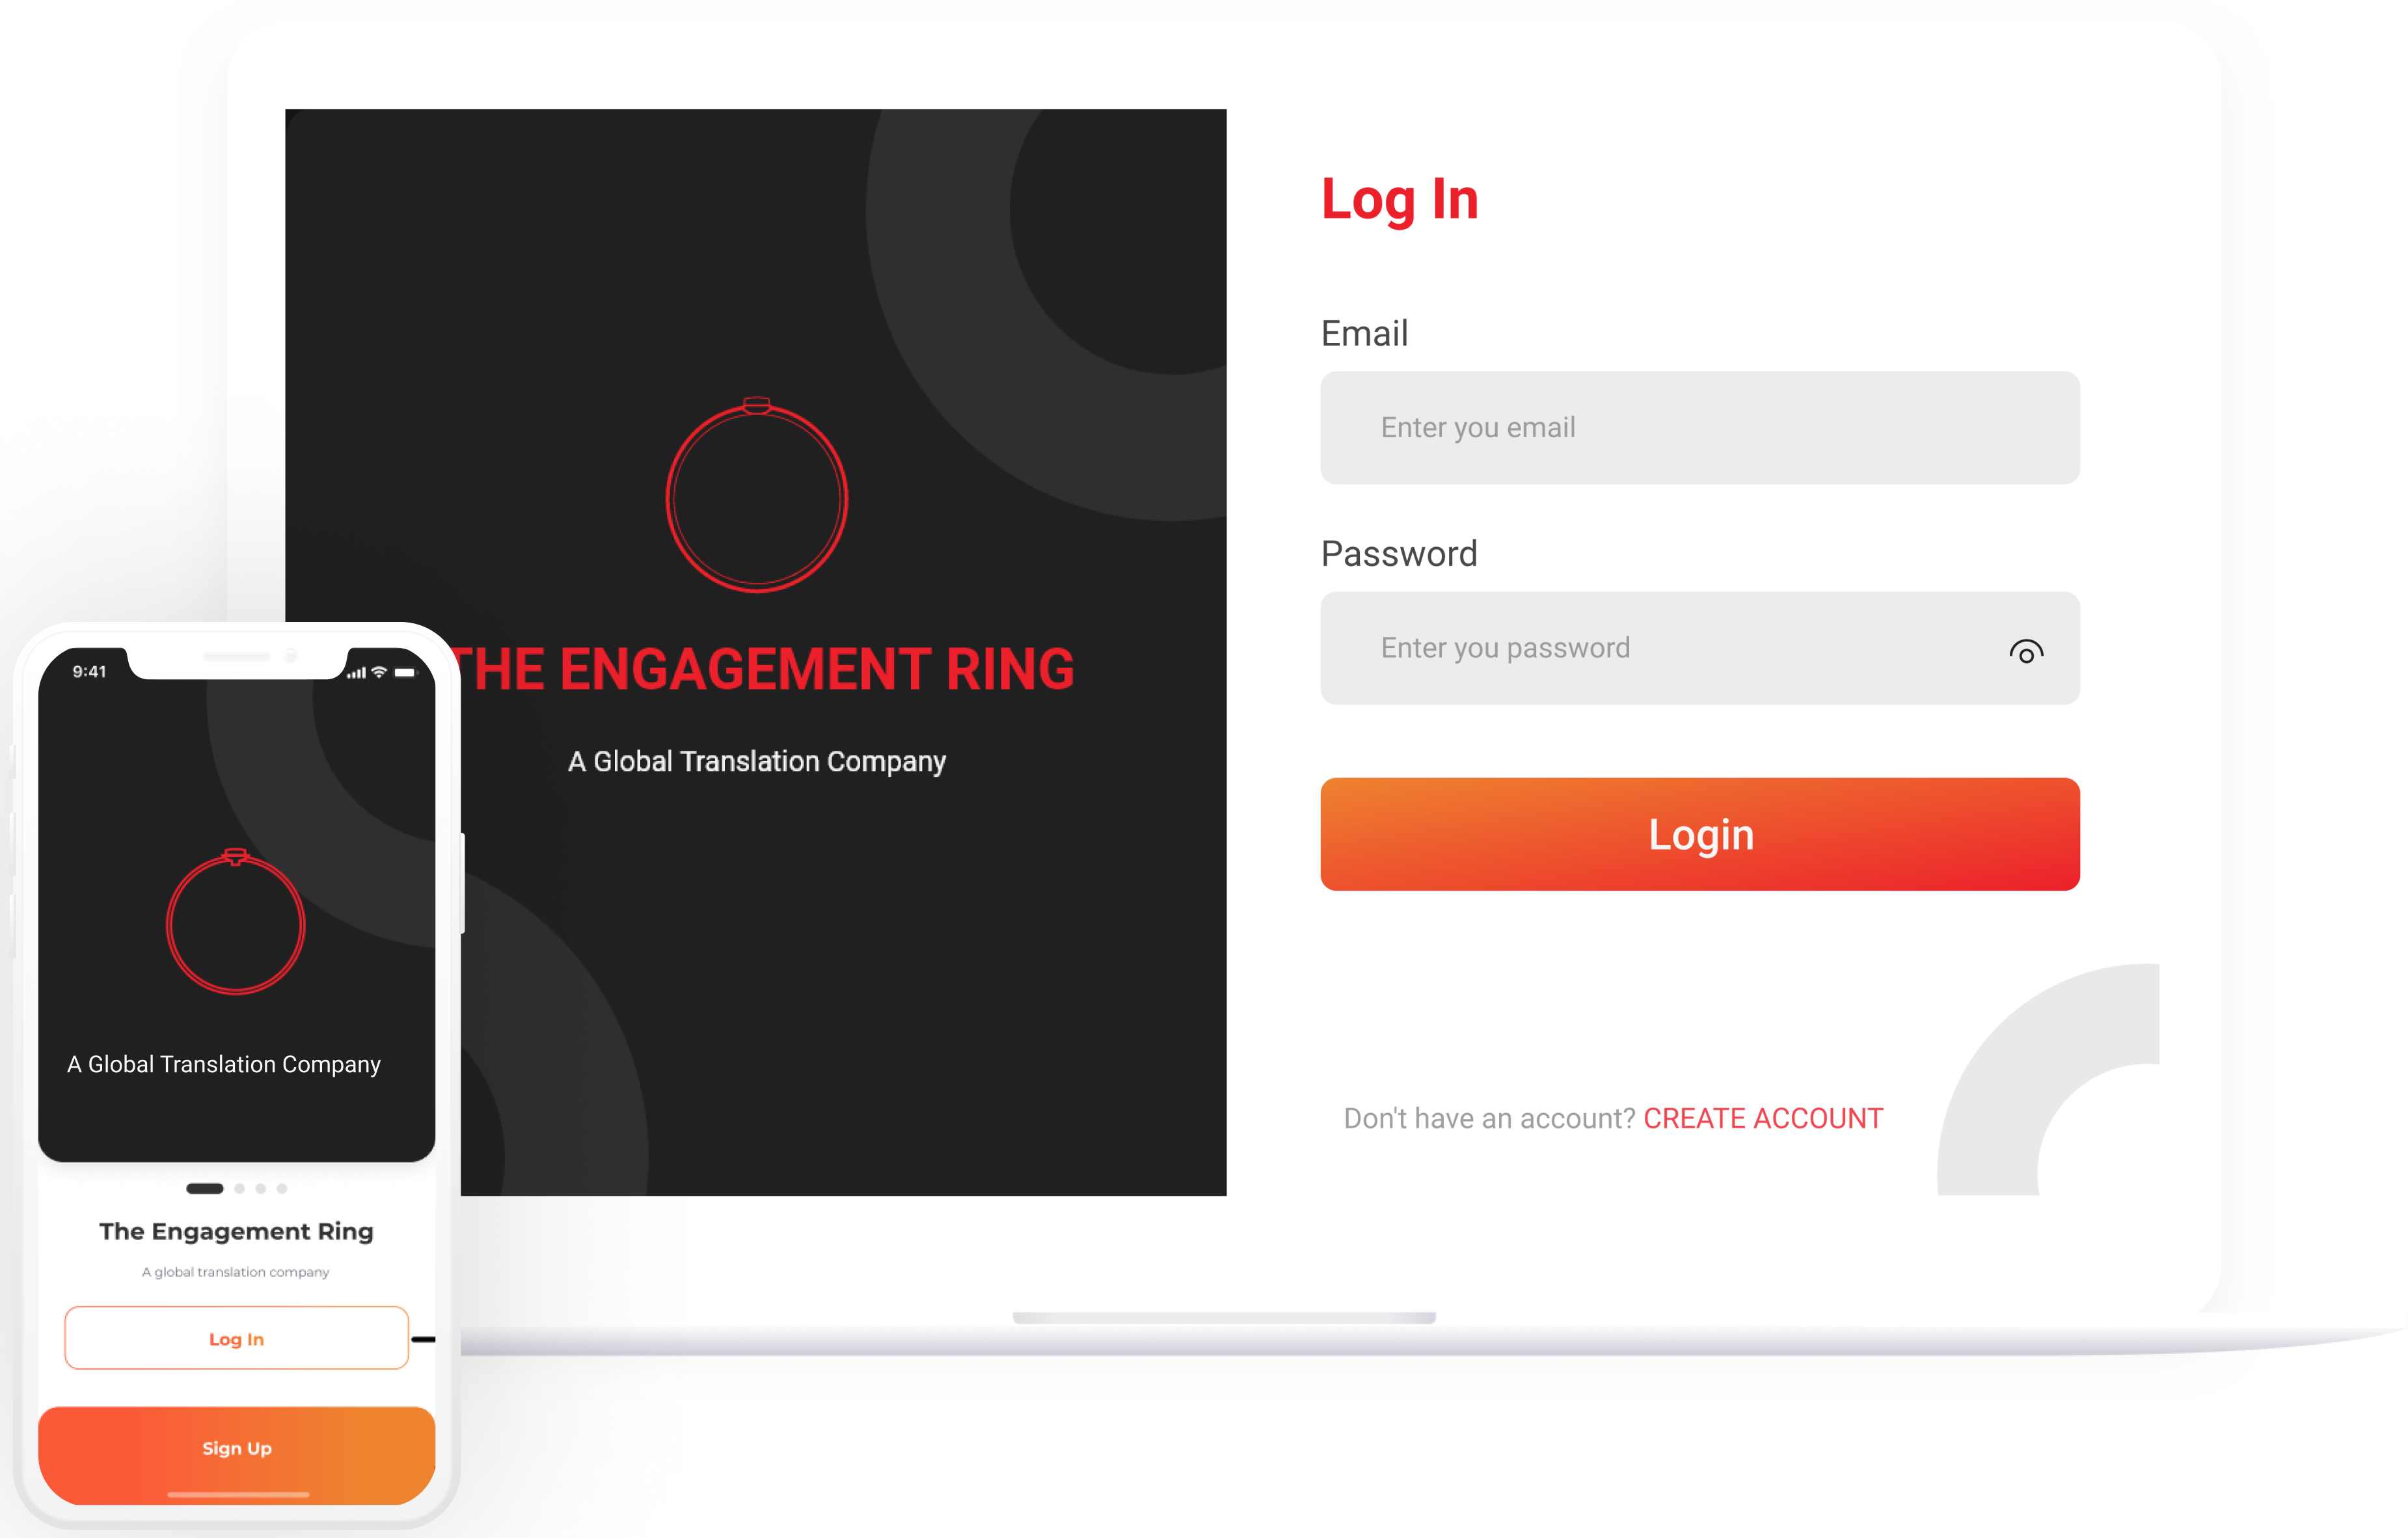 THE ENGAGEMENT RING
A Global Translation Company
Log In
Email
Enter you email
Password
Enter you password
Login
Don't have an account? CREATE ACCOUNT
9:41
A Global Translation Company
The Engagement Ring
A global translation company
Log In
Sign Up